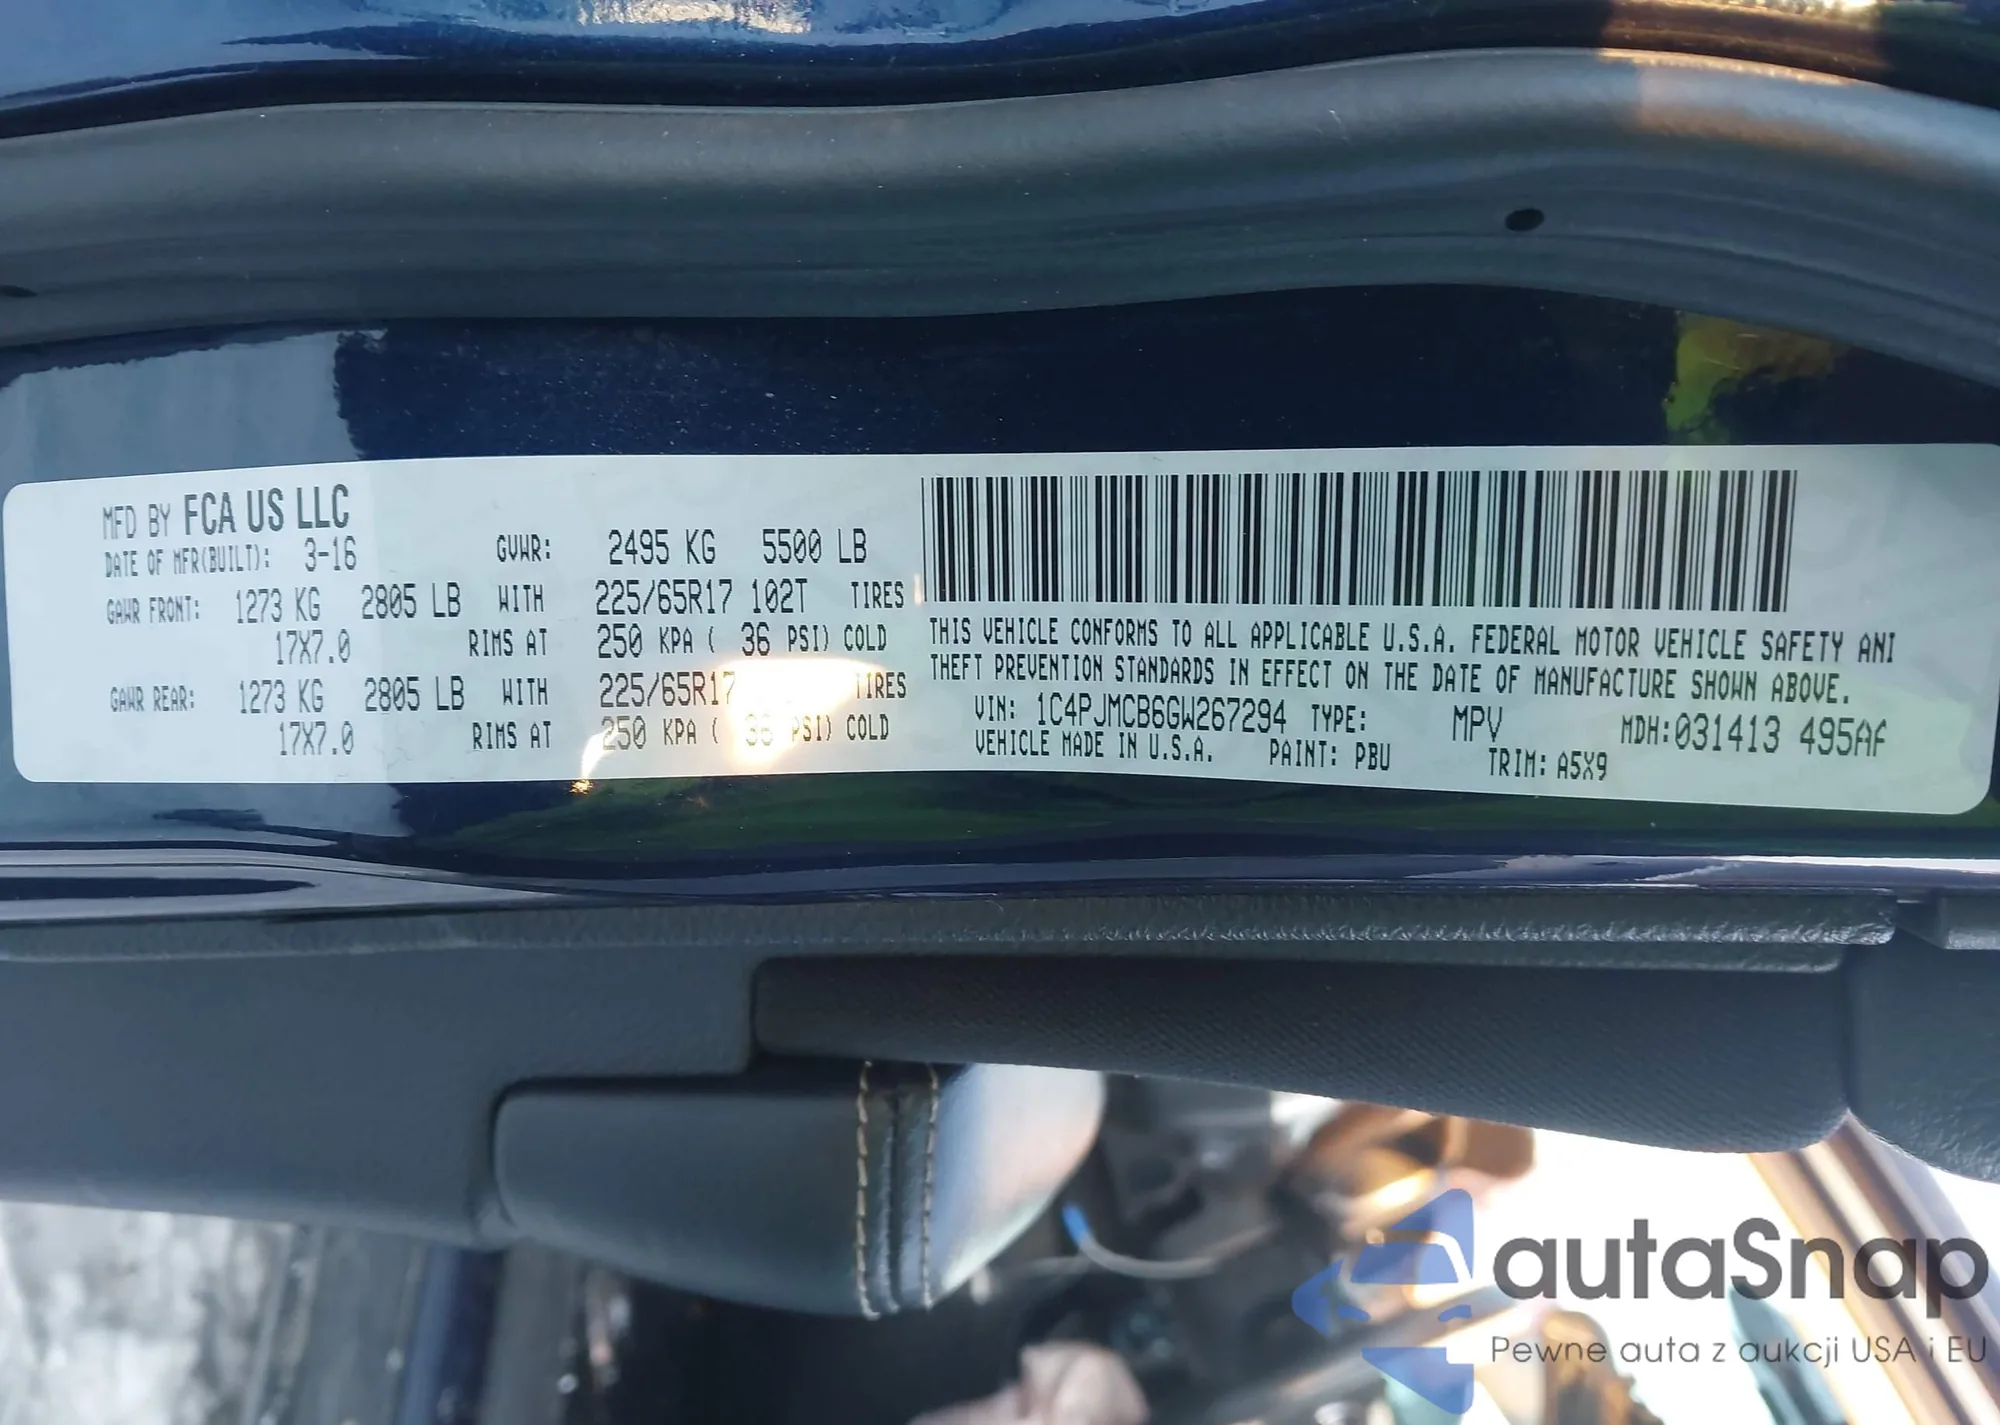 MFD BY FCA US LLC
DATE OF MFR(BUILT): 3-16 GVWR: 2495 KG 5500 LB
GAWR FRONT: 1273 KG 2805 LB WITH 225/65R17 102T TIRES
17X7.0 RIMS AT 250 KPA ( 36 PSI) COLD
GAWR REAR: 1273 KG 2805 LB WITH 225/65R17 TIRES
17X7.0 RIMS AT 250 KPA ( 36 PSI) COLD
THIS VEHICLE CONFORMS TO ALL APPLICABLE U.S.A. FEDERAL MOTOR VEHICLE SAFETY AND
THEFT PREVENTION STANDARDS IN EFFECT ON THE DATE OF MANUFACTURE SHOWN ABOVE.
VIN: 1C4PJMCB6GW267294 TYPE: MPV MDH:031413 495AF
VEHICLE MADE IN U.S.A. PAINT: PBU TRIM: A5X9
autaSnap
Pewne auta z aukcji USA i EU